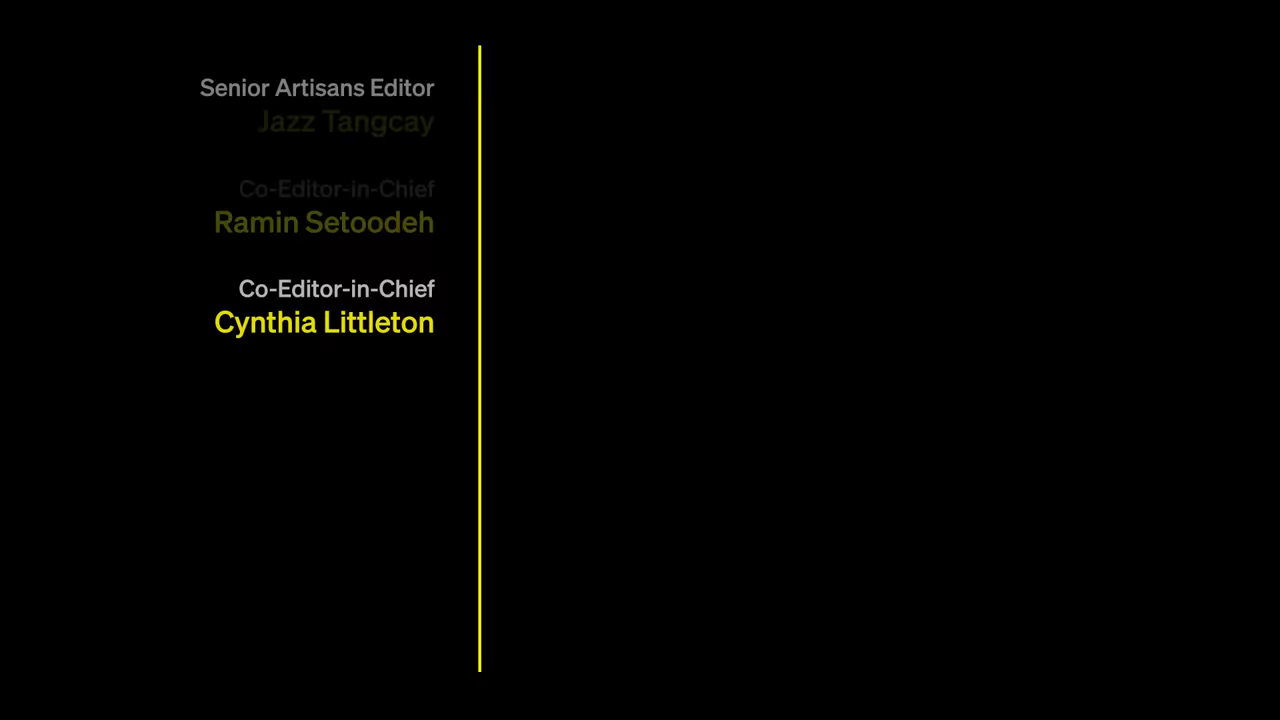 Senior Artisans Editor
Jazz Tangcay
Co-Editor-in-Chief
Ramin Setoodeh
Co-Editor-in-Chief
Cynthia Littleton